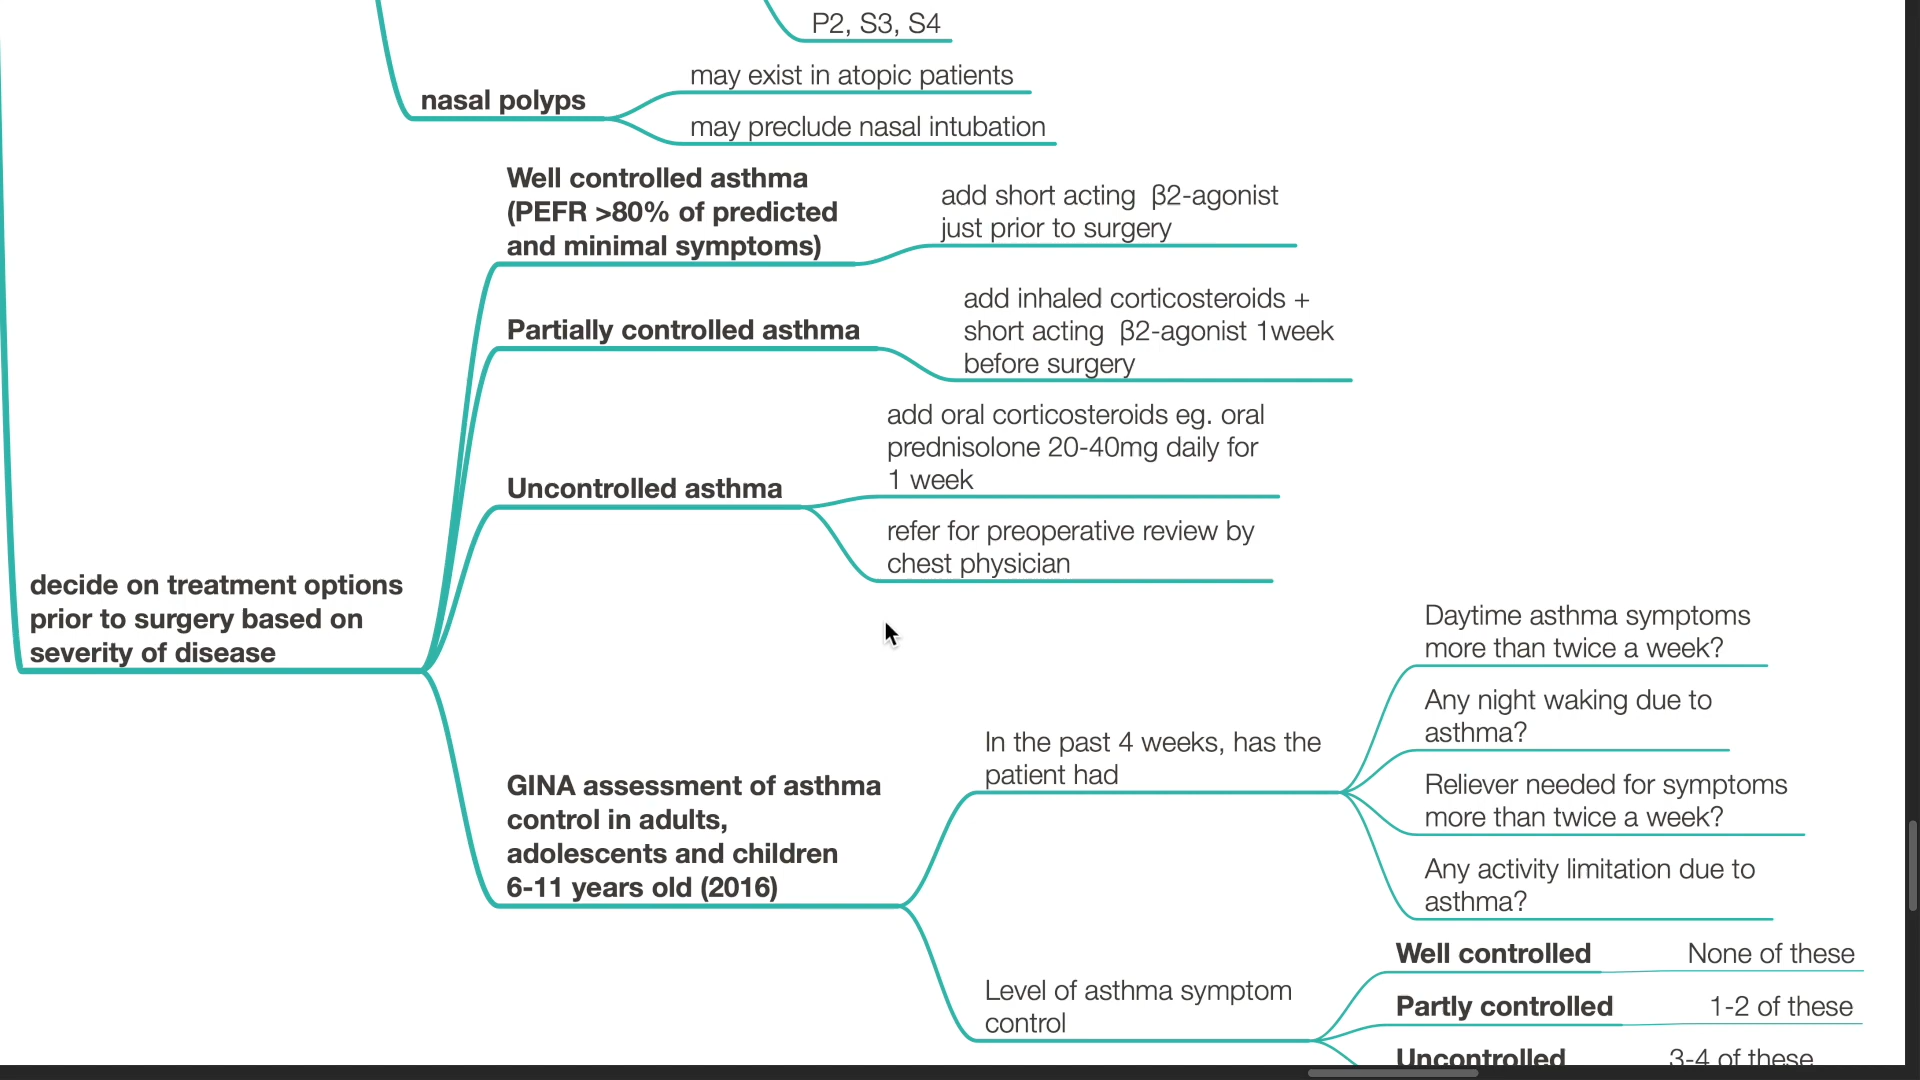 P2, S3, S4
nasal polyps
may exist in atopic patients
may preclude nasal intubation
decide on treatment options
prior to surgery based on
severity of disease
Well controlled asthma
(PEFR >80% of predicted
and minimal symptoms)
add short acting  β2-agonist
just prior to surgery
Partially controlled asthma
add inhaled corticosteroids +
short acting  β2-agonist 1week
before surgery
Uncontrolled asthma
add oral corticosteroids eg. oral
prednisolone 20-40mg daily for
1 week
refer for preoperative review by
chest physician
GINA assessment of asthma
control in adults,
adolescents and children
6-11 years old (2016)
In the past 4 weeks, has the
patient had
Daytime asthma symptoms
more than twice a week?
Any night waking due to
asthma?
Reliever needed for symptoms
more than twice a week?
Any activity limitation due to
asthma?
Level of asthma symptom
control
Well controlled None of these
Partly controlled 1-2 of these
Uncontrolled 3-4 of these